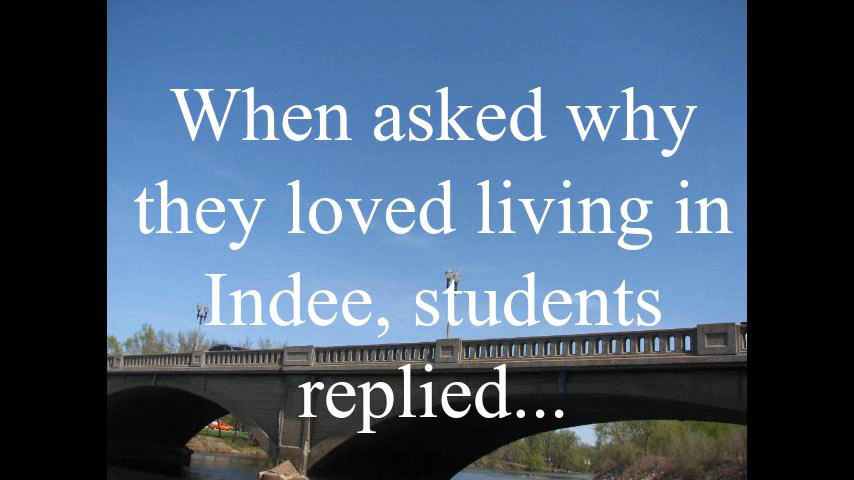 When asked why
they loved living in
Indee, students
replied...